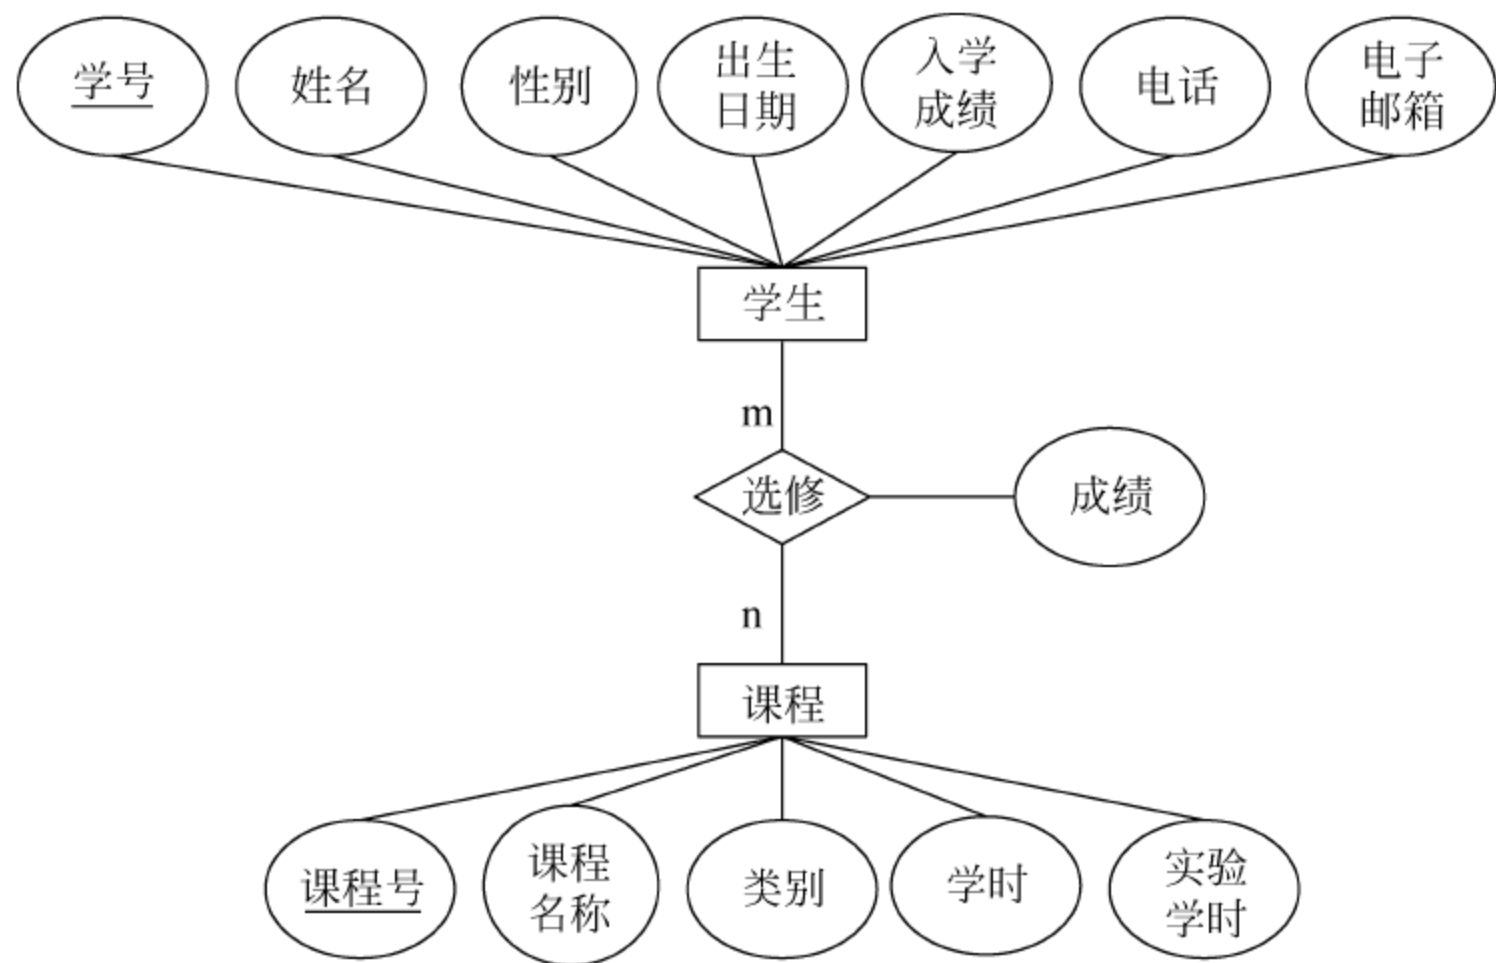 学号
姓名
性别
出生
日期
入学
成绩
电话
电子
邮箱
学生
m
选修
成绩
n
课程
课程号
课程
名称
类别
学时
实验
学时